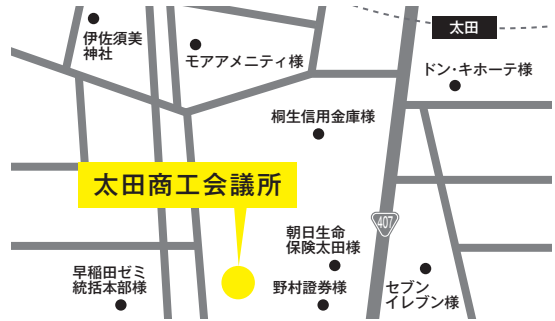 太田
伊佐須美
神社
モアアメニティ様
ドン・キホーテ様
桐生信用金庫様
太田商工会議所
407
朝日生命
保険太田様
早稲田ゼミ
統括本部様
野村證券様
セブン
イレブン様